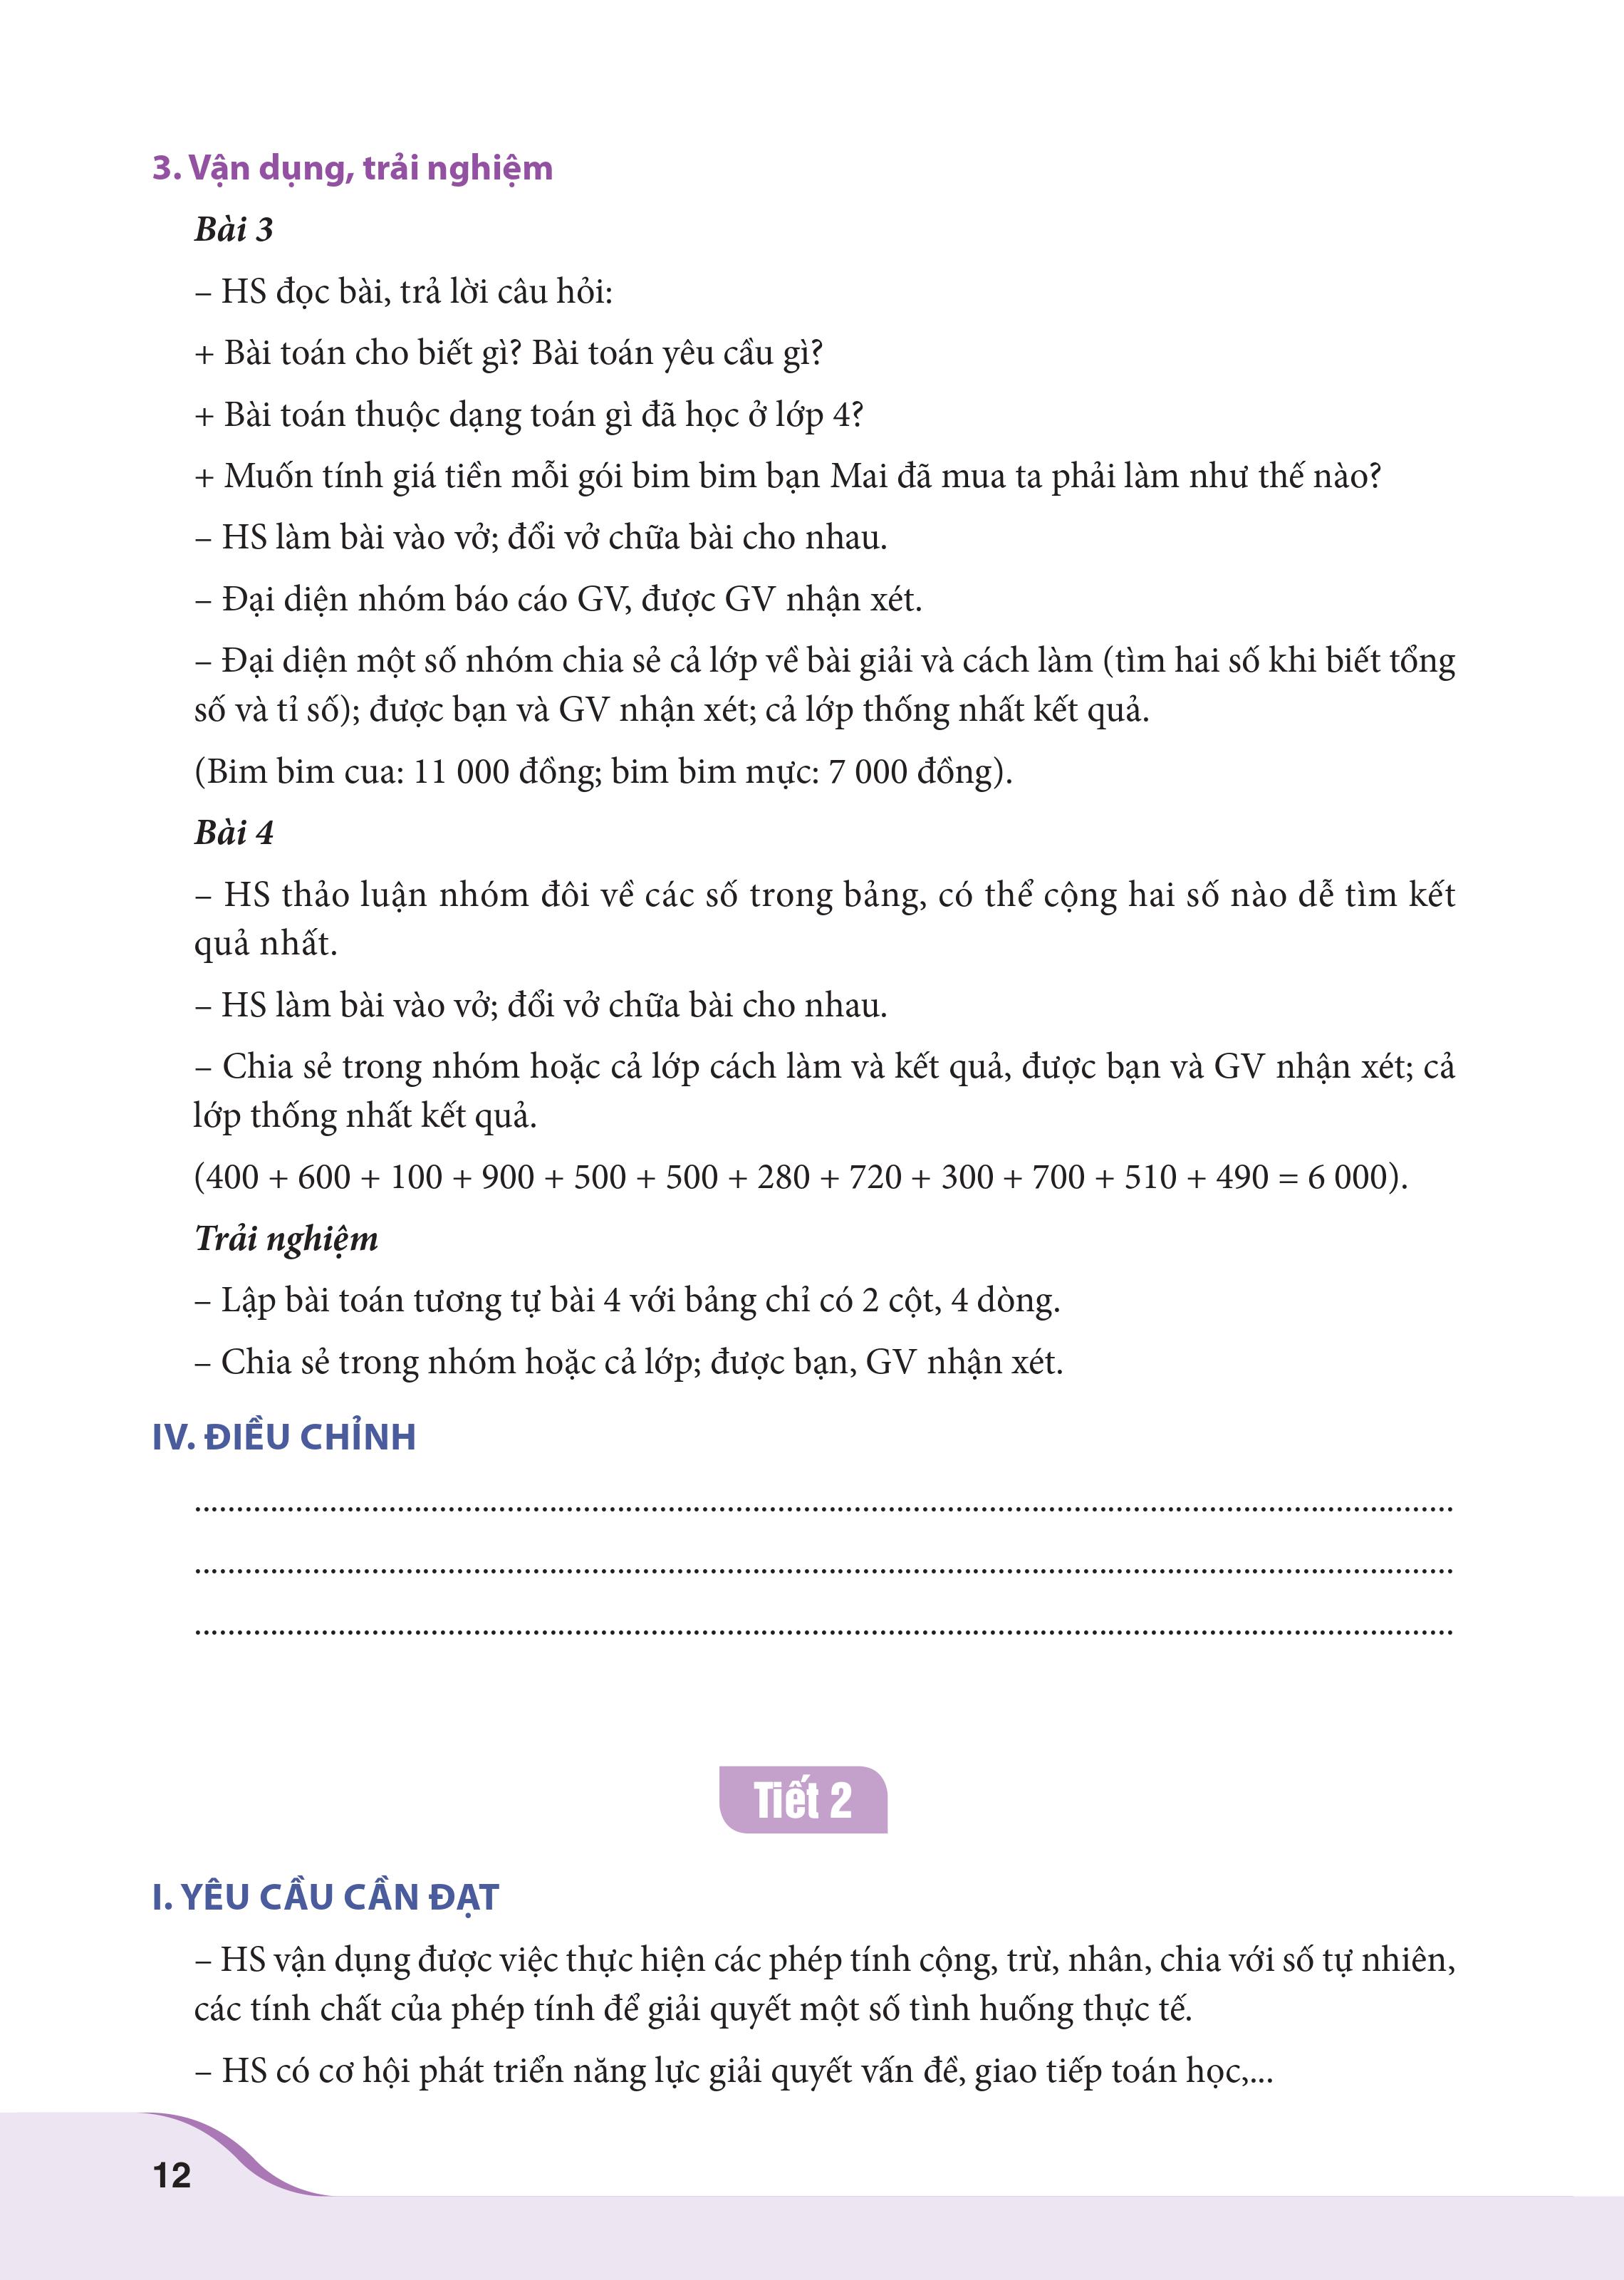 3. Vận dụng, trải nghiệm
Bài 3
– HS đọc bài, trả lời câu hỏi:
+ Bài toán cho biết gì? Bài toán yêu cầu gì?
+ Bài toán thuộc dạng toán gì đã học ở lớp 4?
+ Muốn tính giá tiền mỗi gói bim bim bạn Mai đã mua ta phải làm như thế nào?
– HS làm bài vào vở; đổi vở chữa bài cho nhau.
– Đại diện nhóm báo cáo GV, được GV nhận xét.
– Đại diện một số nhóm chia sẻ cả lớp về bài giải và cách làm (tìm hai số khi biết tổng
số và tỉ số); được bạn và GV nhận xét; cả lớp thống nhất kết quả.
(Bim bim cua: 11 000 đồng; bim bim mực: 7 000 đồng).
Bài 4
– HS thảo luận nhóm đôi về các số trong bảng, có thể cộng hai số nào dễ tìm kết
quả nhất.
– HS làm bài vào vở; đổi vở chữa bài cho nhau.
– Chia sẻ trong nhóm hoặc cả lớp cách làm và kết quả, được bạn và GV nhận xét; cả
lớp thống nhất kết quả.
(400 + 600 + 100 + 900 + 500 + 500 + 280 + 720 + 300 + 700 + 510 + 490 = 6 000).
Trải nghiệm
– Lập bài toán tương tự bài 4 với bảng chỉ có 2 cột, 4 dòng.
– Chia sẻ trong nhóm hoặc cả lớp; được bạn, GV nhận xét.
IV. ĐIỀU CHỈNH
Tiết 2
I. YÊU CẦU CẦN ĐẠT
– HS vận dụng được việc thực hiện các phép tính cộng, trừ, nhân, chia với số tự nhiên,
các tính chất của phép tính để giải quyết một số tình huống thực tế.
– HS có cơ hội phát triển năng lực giải quyết vấn đề, giao tiếp toán học,...
12